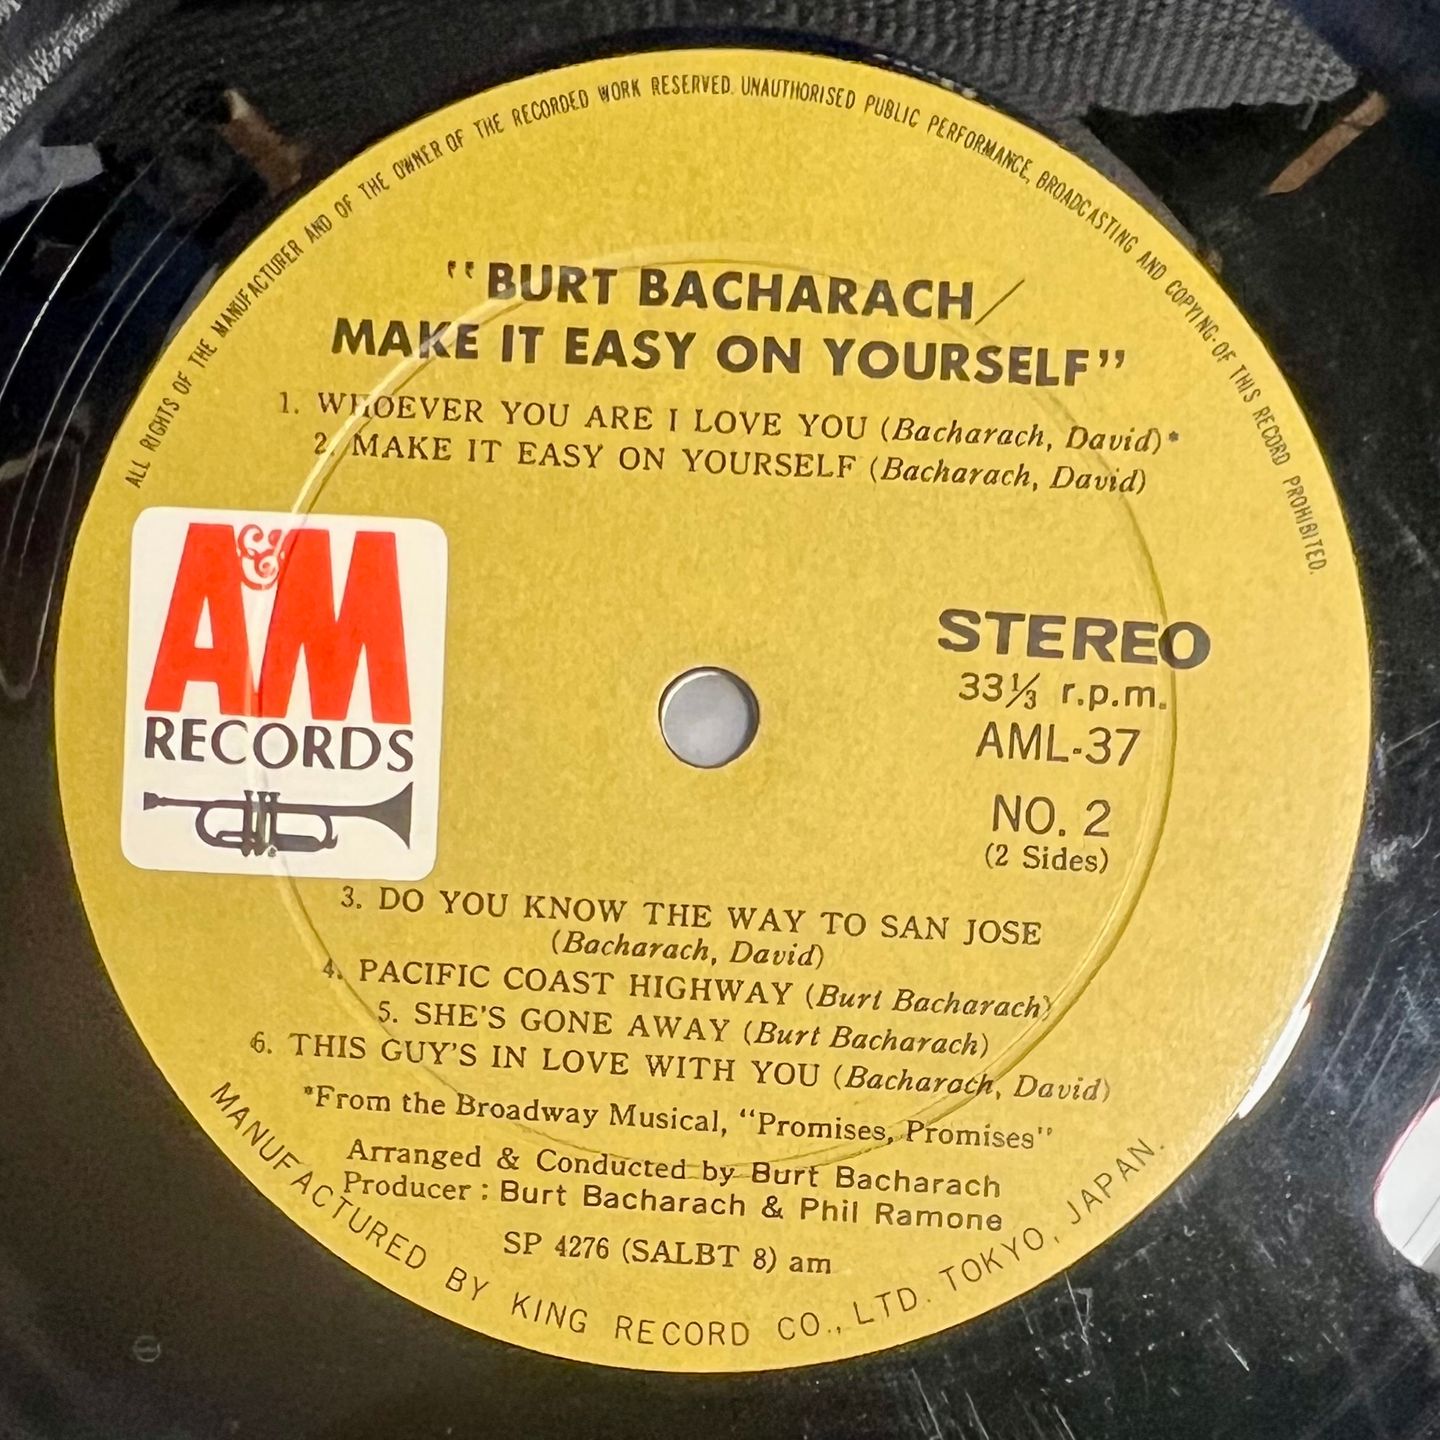 ALL RIGHTS OF THE MANUFACTURER AND OF THE OWNER OF THE RECORDED WORK RESERVED. UNAUTHORISED PUBLIC PERFORMANCE, BROADCASTING AND COPYING· OF THIS RECORD PROHIBITED.
"BURT BACHARACH/
MAKE IT EASY ON YOURSELF"
1. WHOEVER YOU ARE I LOVE YOU (Bacharach, David)*
2. MAKE IT EASY ON YOURSELF (Bacharach, David)
A&M
RECORDS
STEREO
33⅓ r.p.m.
AML-37
NO. 2
(2 Sides)
3. DO YOU KNOW THE WAY TO SAN JOSE
(Bacharach, David)
4. PACIFIC COAST HIGHWAY (Burt Bacharach)
5. SHE'S GONE AWAY (Burt Bacharach)
6. THIS GUY'S IN LOVE WITH YOU (Bacharach, David)
*From the Broadway Musical, "Promises, Promises"
Arranged & Conducted by Burt Bacharach
Producer : Burt Bacharach & Phil Ramone
SP 4276 (SALBT 8) am
MANUFACTURED BY KING RECORD CO., LTD. TOKYO, JAPAN.